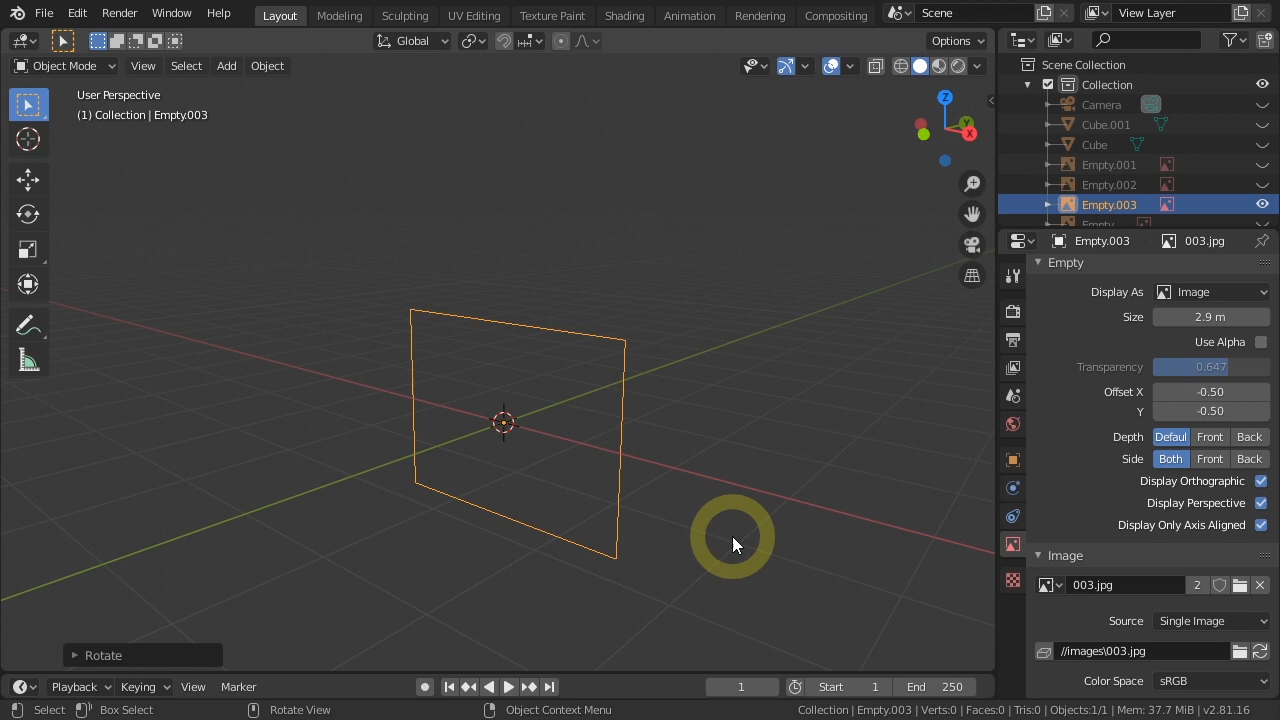 File Edit Render Window Help Layout Modeling Sculpting UV Editing Texture Paint Shading Animation Rendering Compositing Scene View Layer
Global Options
Object Mode View Select Add Object
User Perspective
(1) Collection | Empty.003
Z
Y
X
Scene Collection
Collection
Camera
Cube.001
Cube
Empty.001
Empty.002
Empty.003
Empty
Empty.003 003.jpg
Empty
Display As Image
Size 2.9 m
Use Alpha
Transparency 0.647
Offset X -0.50
Y -0.50
Depth Defaul Front Back
Side Both Front Back
Display Orthographic
Display Perspective
Display Only Axis Aligned
Image
003.jpg 2
Source Single Image
//images\003.jpg
Color Space sRGB
Rotate
Playback Keying View Marker 1 Start 1 End 250
Select Box Select Rotate View Object Context Menu Collection | Empty.003 | Verts:0 | Faces:0 | Tris:0 | Objects:1/1 | Mem: 37.7 MiB | v2.81.16